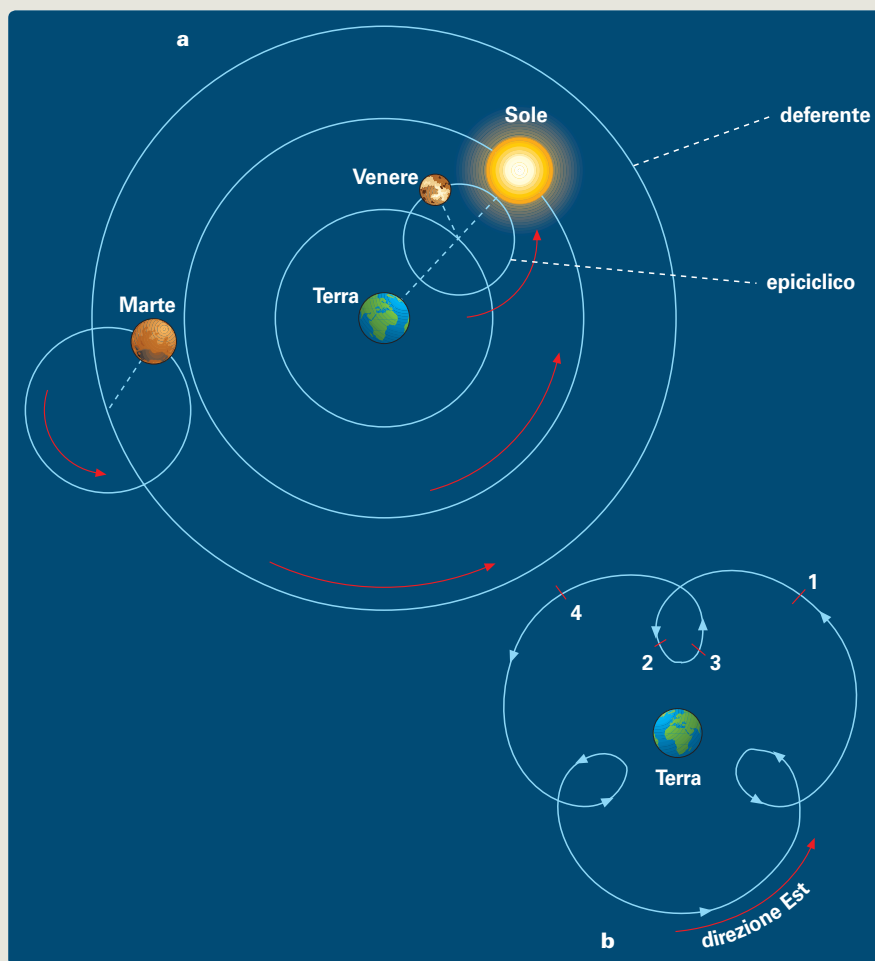 a
Sole
deferente
Venere
Terra
epiciclico
Marte
1
4
2
3
Terra
direzione Est
b